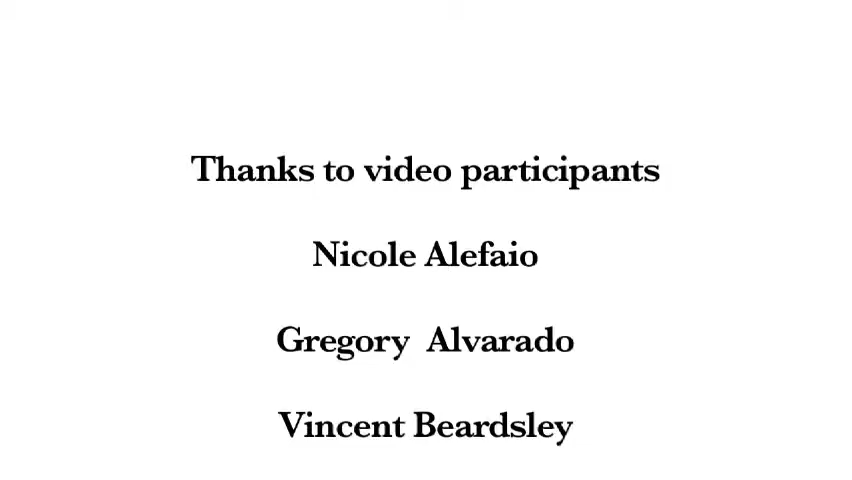 Thanks to video participants
Nicole Alefaio
Gregory  Alvarado
Vincent Beardsley